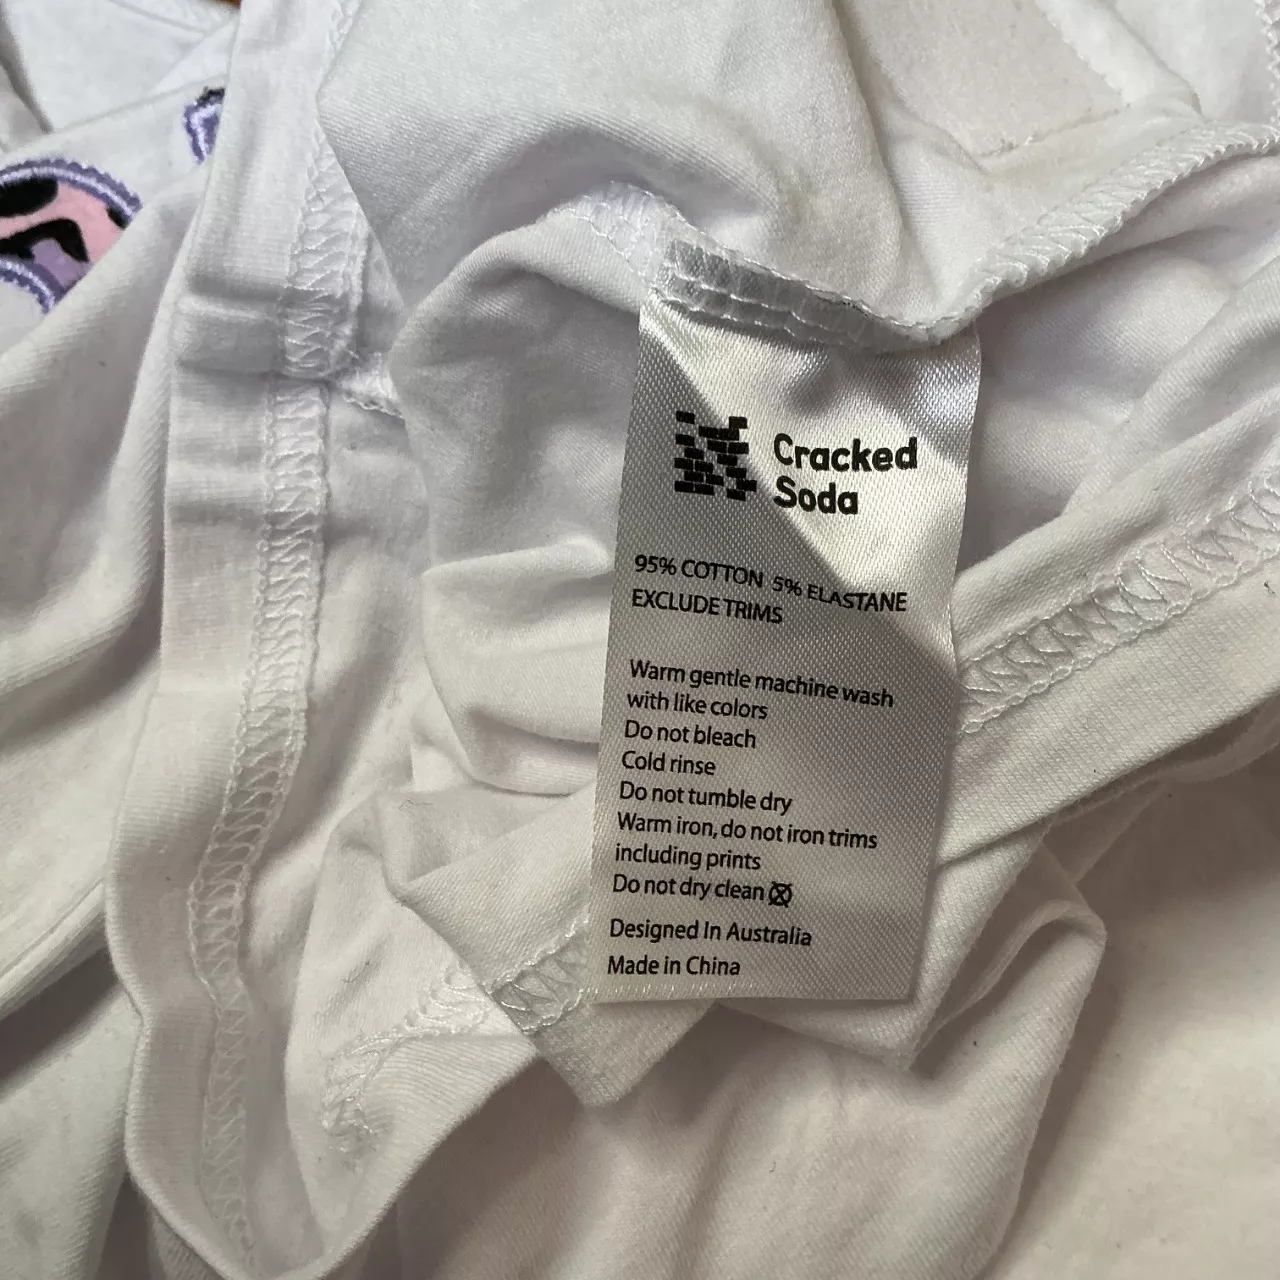 Cracked
Soda
95% COTTON 5% ELASTANE
EXCLUDE TRIMS
Warm gentle machine wash
with like colors
Do not bleach
Cold rinse
Do not tumble dry
Warm iron, do not iron trims
including prints
Do not dry clean
Designed In Australia
Made in China